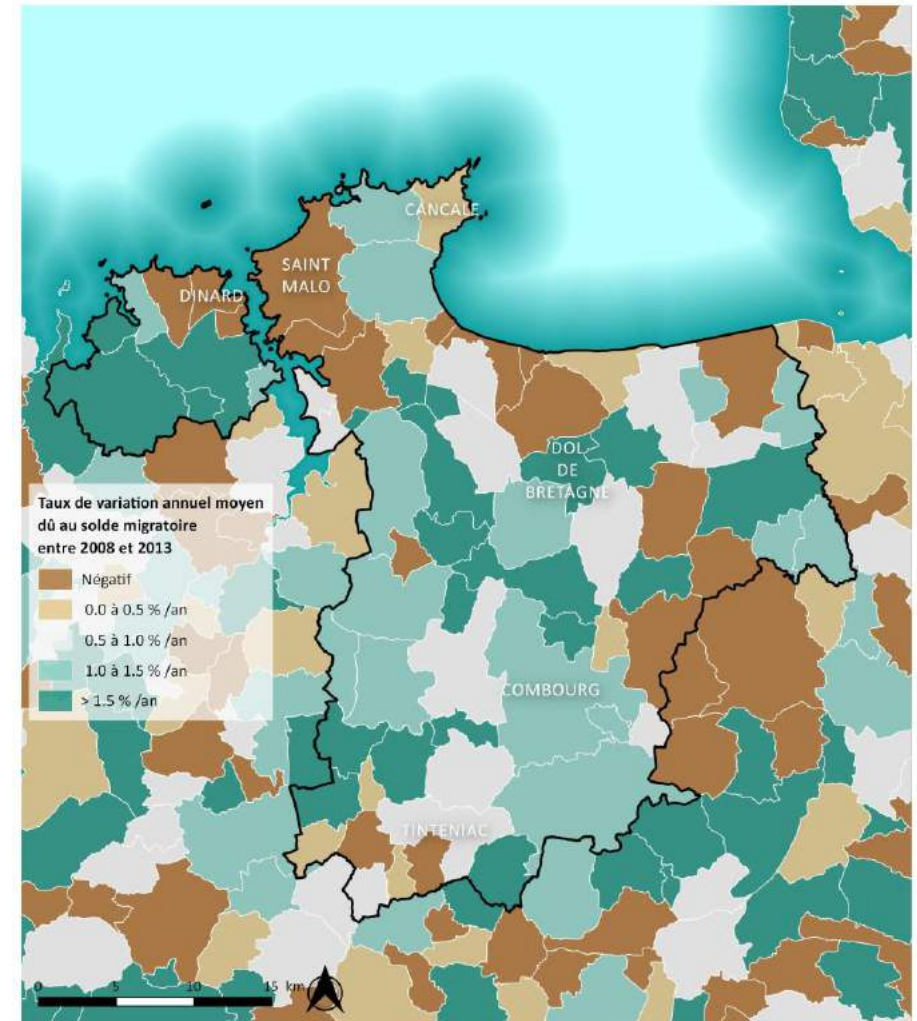 CANCALE
SAINT
MALO
DINARD
DOL
DE
BRETAGNE
Taux de variation annuel moyen
dû au solde migratoire
entre 2008 et 2013
Négatif
0.0 à 0.5 % /an
0.5 à 1.0 % /an
1.0 à 1.5 % /an
> 1.5 % /an
COMBOURG
TINTENIAC
0 5 10 15 km